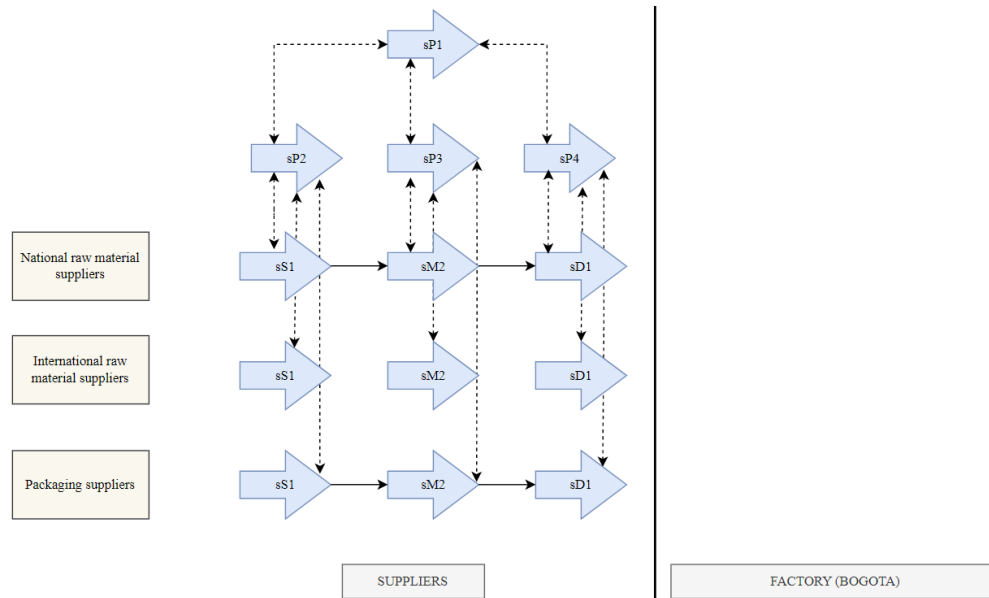 sP1
sP2
sP3
sP4
National raw material
suppliers
sS1
sM2
sD1
International raw
material suppliers
sS1
sM2
sD1
Packaging suppliers
sS1
sM2
sD1
SUPPLIERS
FACTORY (BOGOTA)